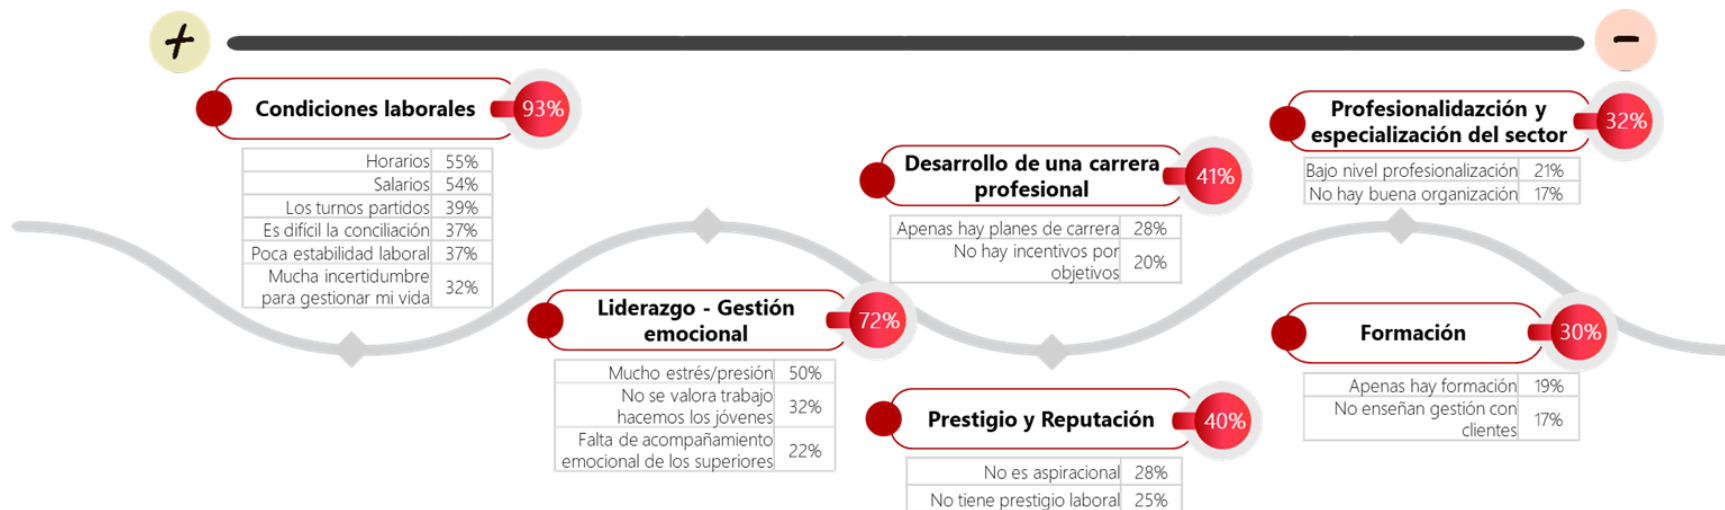 +
-
Condiciones laborales
93%
Horarios 55%
Salarios 54%
Los turnos partidos 39%
Es difícil la conciliación 37%
Poca estabilidad laboral 37%
Mucha incertidumbre
para gestionar mi vida 32%
Liderazgo - Gestión
emocional
72%
Mucho estrés/presión 50%
No se valora trabajo
hacemos los jóvenes 32%
Falta de acompañamiento
emocional de los superiores 22%
Desarrollo de una carrera
profesional
41%
Apenas hay planes de carrera 28%
No hay incentivos por
objetivos 20%
Prestigio y Reputación
40%
No es aspiracional 28%
No tiene prestigio laboral 25%
Profesionalidazción y
especialización del sector
32%
Bajo nivel profesionalización 21%
No hay buena organización 17%
Formación
30%
Apenas hay formación 19%
No enseñan gestión con
clientes 17%